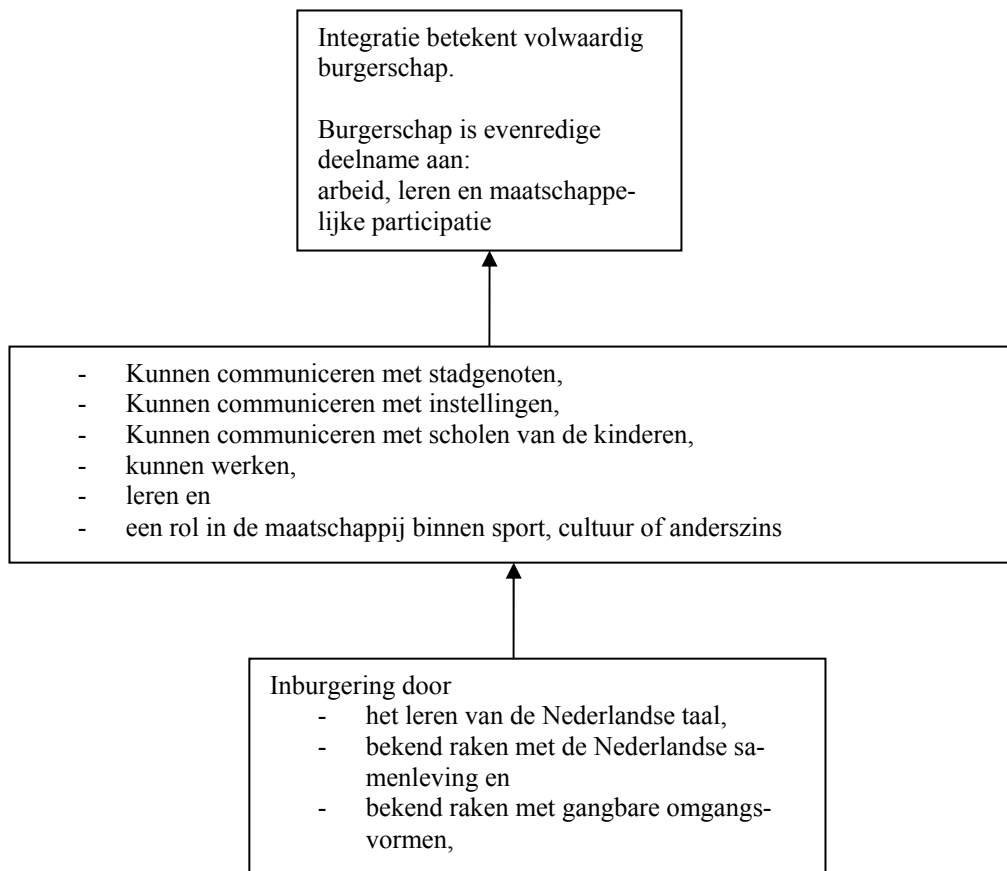 Integratie betekent volwaardig
burgerschap.
Burgerschap is evenredige
deelname aan:
arbeid, leren en maatschappe-
lijke participatie
- Kunnen communiceren met stadgenoten,
- Kunnen communiceren met instellingen,
- Kunnen communiceren met scholen van de kinderen,
- kunnen werken,
- leren en
- een rol in de maatschappij binnen sport, cultuur of anderszins
Inburgering door
- het leren van de Nederlandse taal,
- bekend raken met de Nederlandse sa-
menleving en
- bekend raken met gangbare omgangs-
vormen,